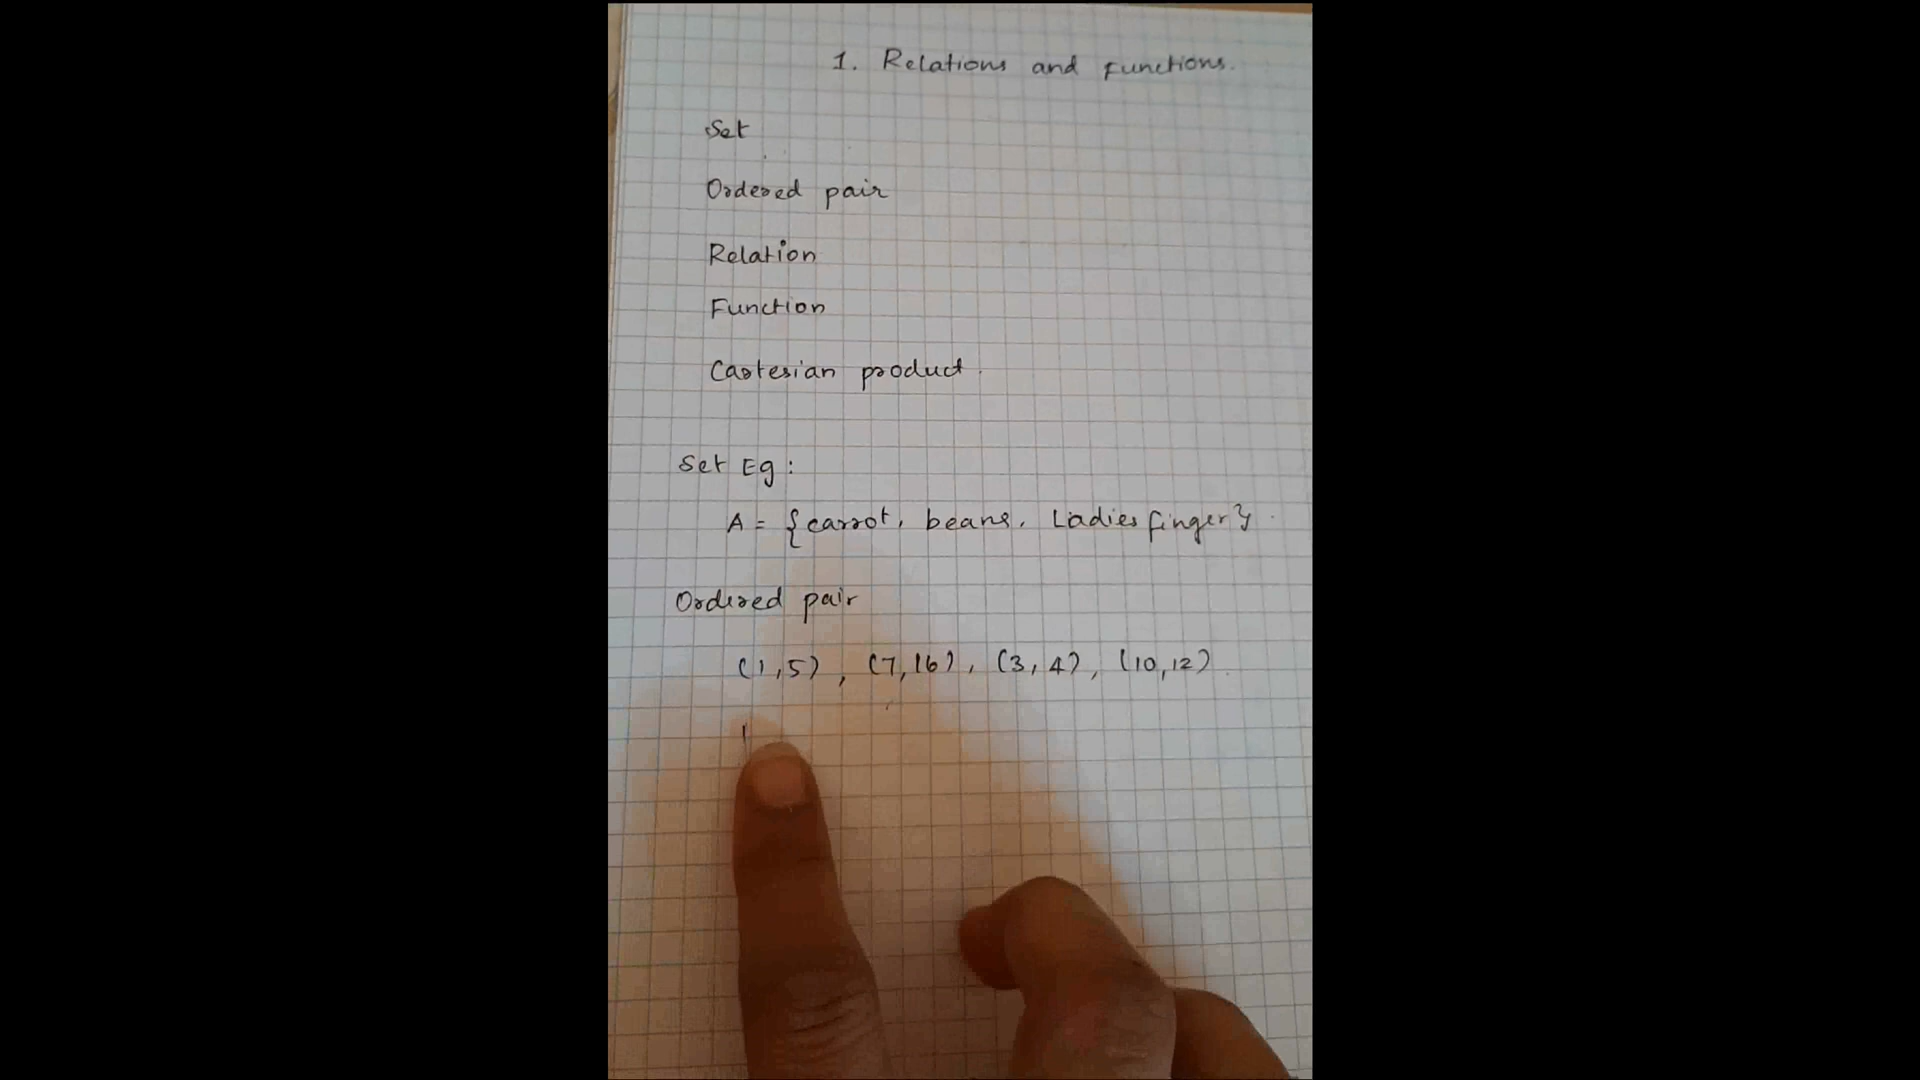 1. Relations and Functions.
Set
Ordered pair
Relation
Function
Cartesian product.
Set Eg:
A = {carrot, beans, Ladies finger}.
Ordered pair
(1,5), (7,16), (3,4), (10,12).